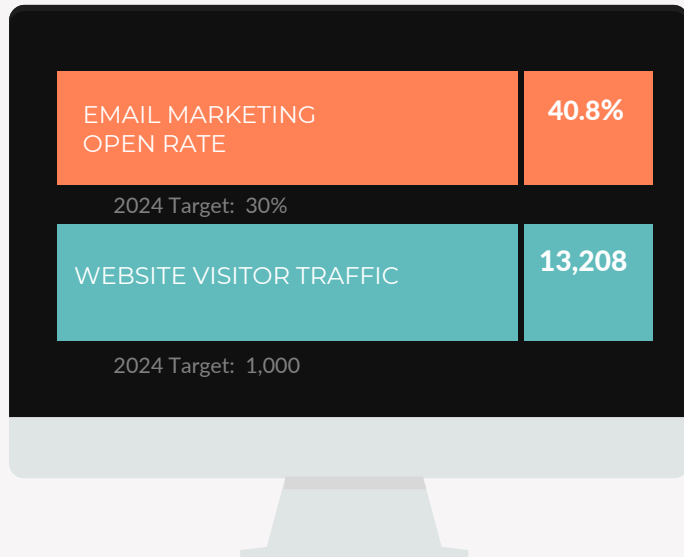 EMAIL MARKETING
OPEN RATE
40.8%
2024 Target: 30%
WEBSITE VISITOR TRAFFIC
13,208
2024 Target: 1,000